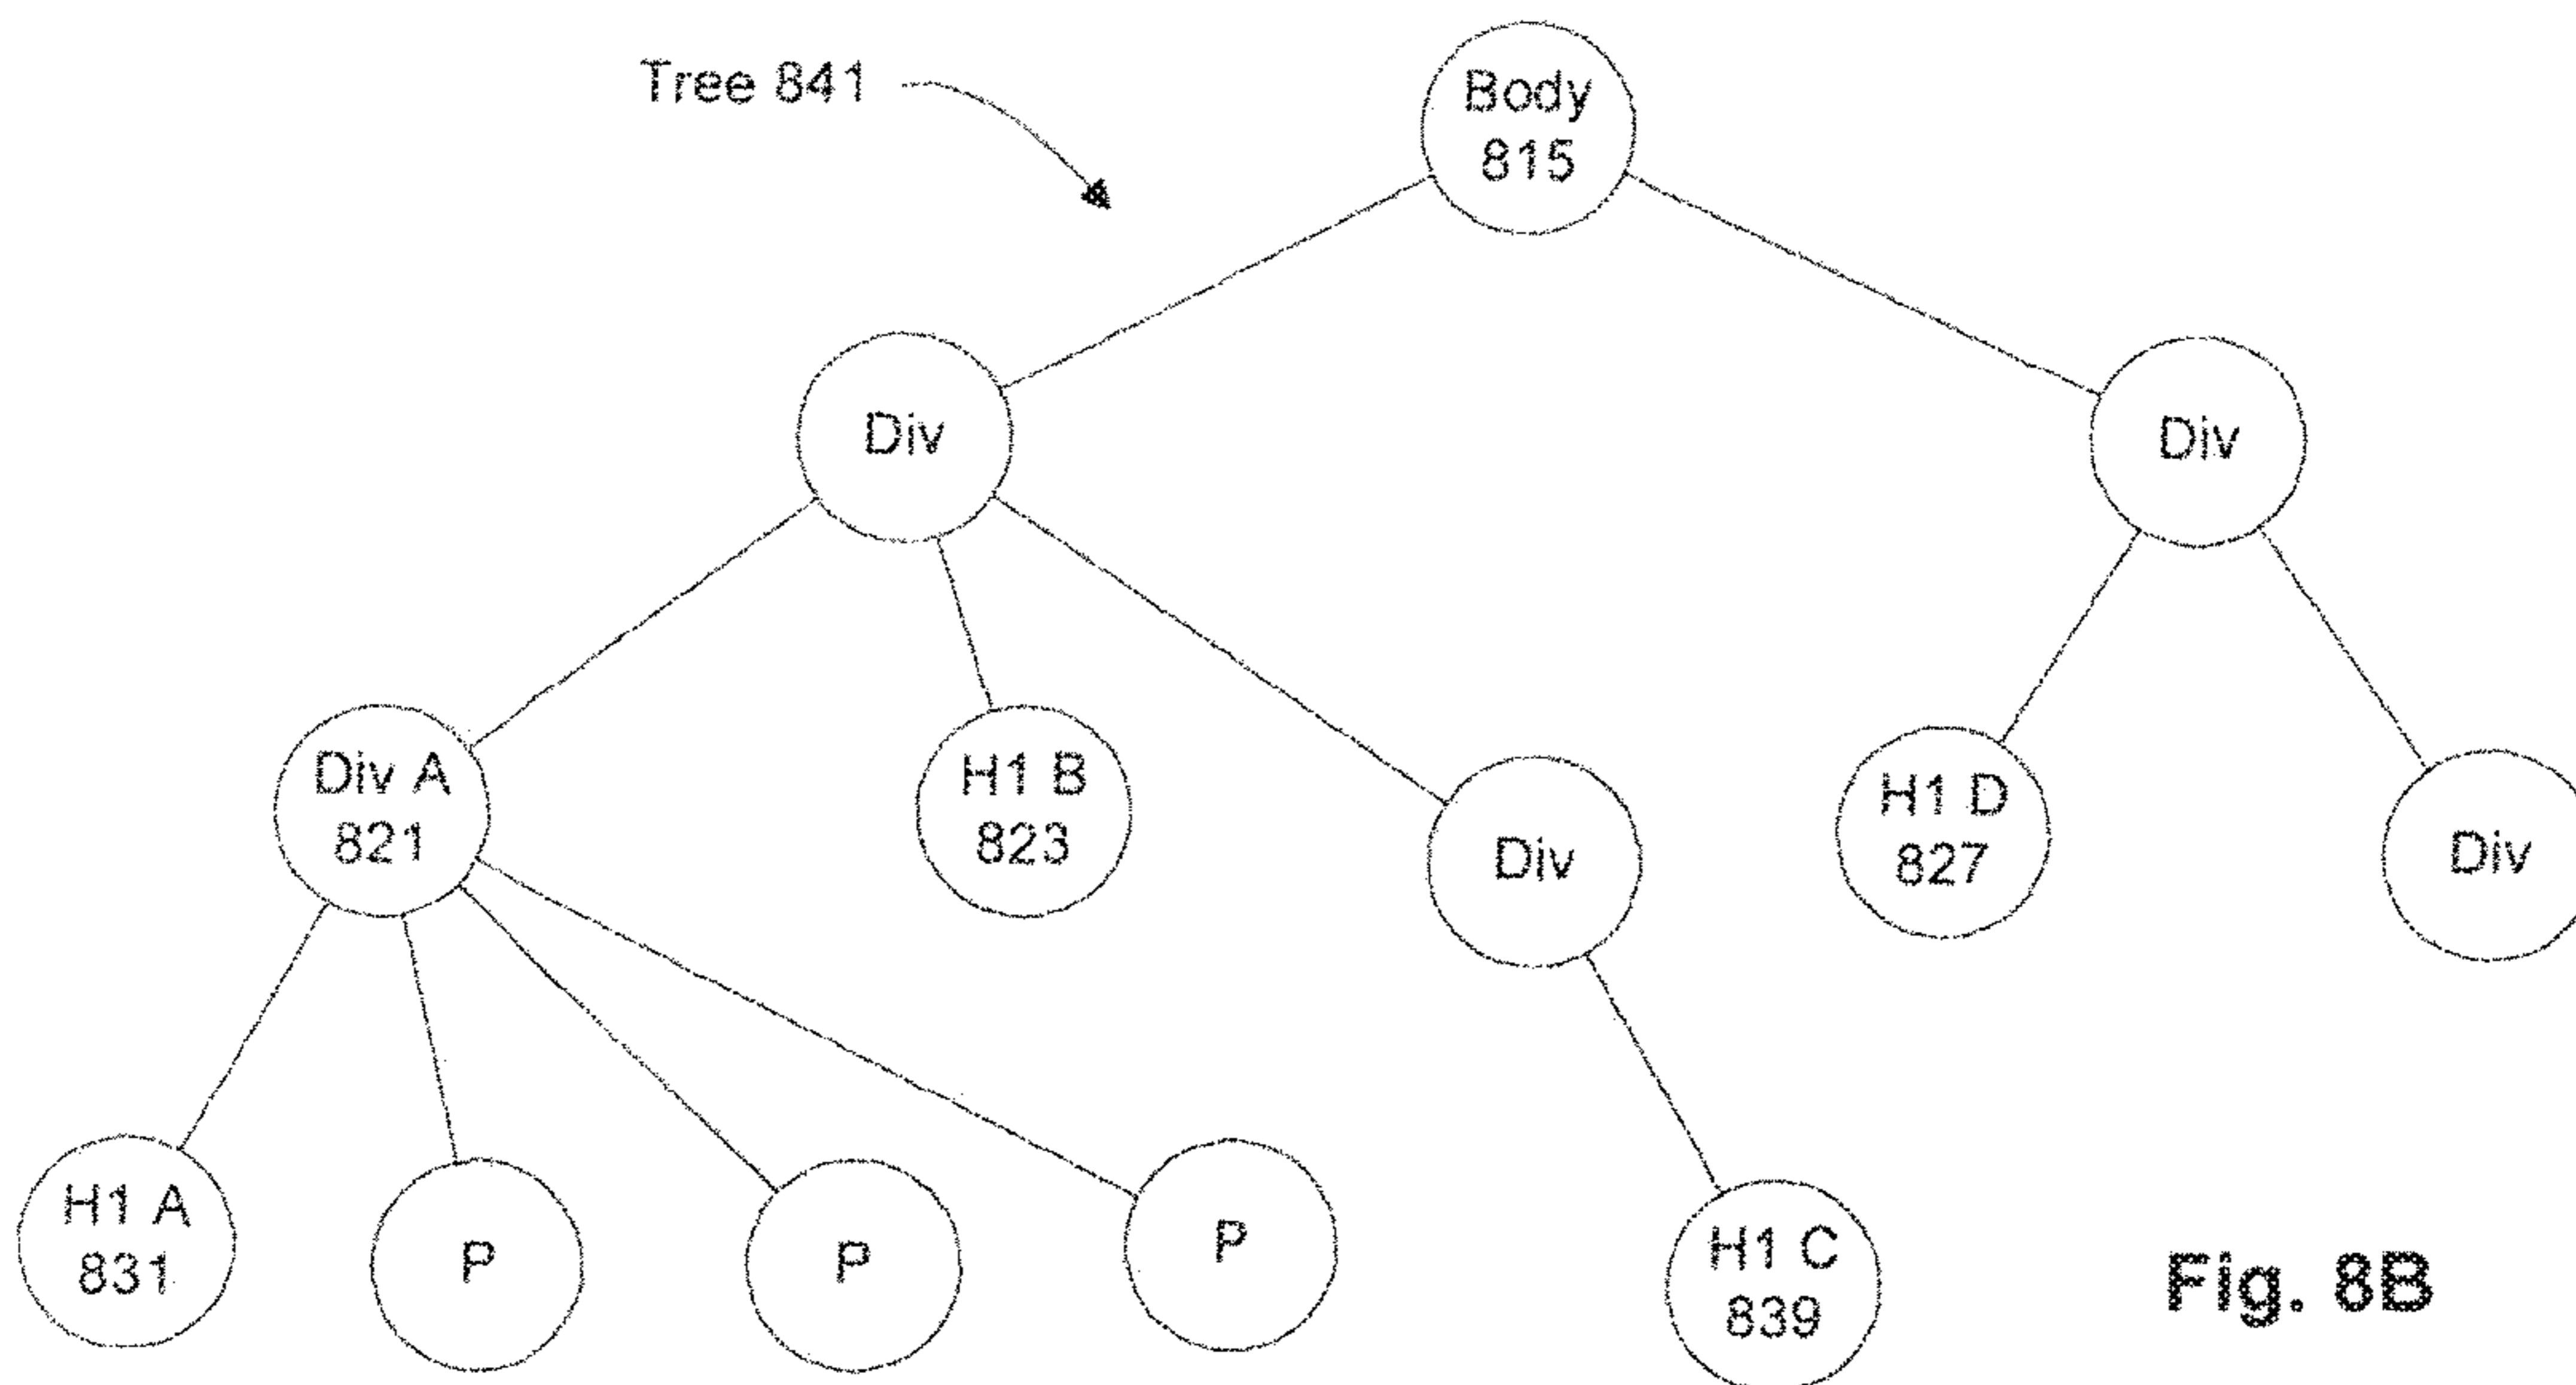 Tree 841
Body
815
Div
Div
Div A
821
H1 B
823
Div
H1 D
827
Div
H1 A
831
P
P
P
H1 C
839
Fig. 8B